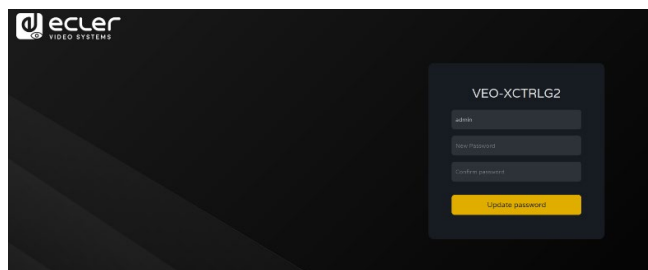 ecler
VIDEO SYSTEMS
VEO-XCTRLG2
admin
New Password
Confirm password
Update password